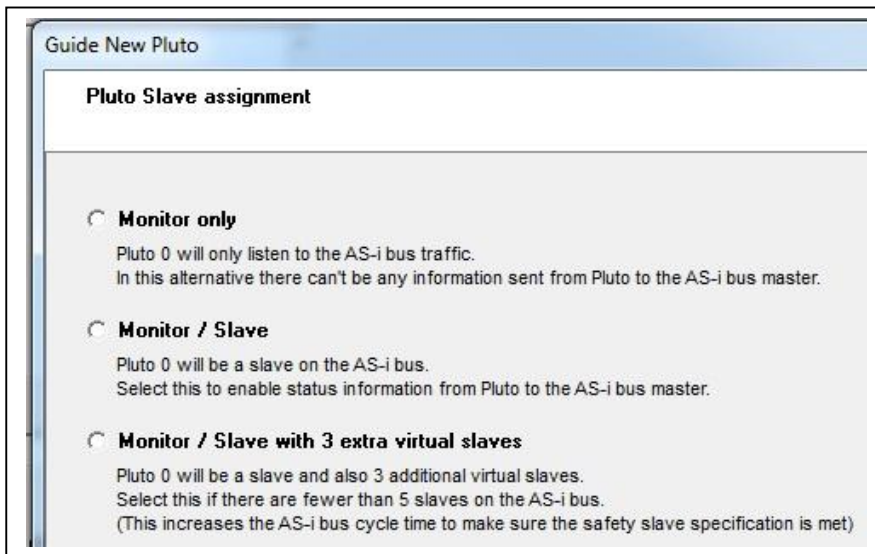 Guide New Pluto
Pluto Slave assignment
Monitor only
Pluto 0 will only listen to the AS-i bus traffic.
In this alternative there can't be any information sent from Pluto to the AS-i bus master.
Monitor / Slave
Pluto 0 will be a slave on the AS-i bus.
Select this to enable status information from Pluto to the AS-i bus master.
Monitor / Slave with 3 extra virtual slaves
Pluto 0 will be a slave and also 3 additional virtual slaves.
Select this if there are fewer than 5 slaves on the AS-i bus.
(This increases the AS-i bus cycle time to make sure the safety slave specification is met)